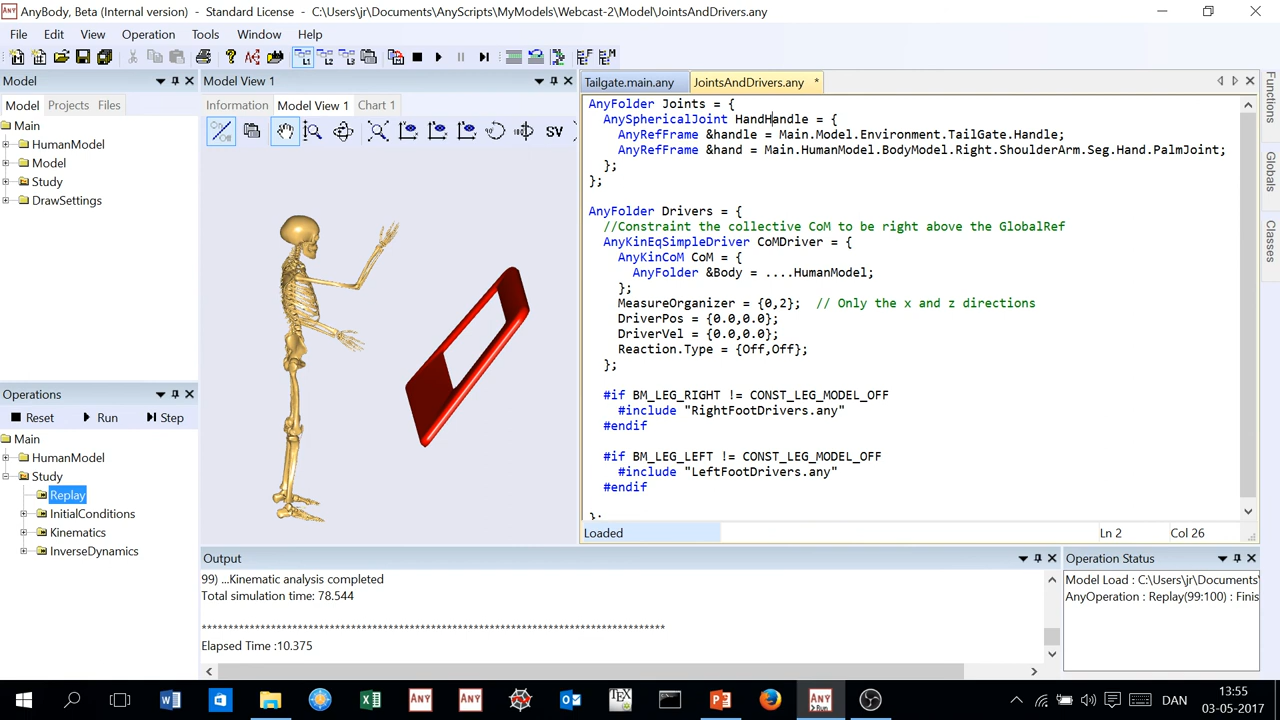 AnyBody, Beta (Internal version) - Standard License - C:\Users\jr\Documents\AnyScripts\MyModels\Webcast-2\Model\JointsAndDrivers.any
File Edit View Operation Tools Window Help
Model
Model Projects Files
Main
HumanModel
Model
Study
DrawSettings
Operations
Reset Run Step
Main
HumanModel
Study
Replay
InitialConditions
Kinematics
InverseDynamics
Model View 1
Information Model View 1 Chart 1
SV
Tailgate.main.any JointsAndDrivers.any *
AnyFolder Joints = {
AnySphericalJoint HandHandle = {
AnyRefFrame &handle = Main.Model.Environment.TailGate.Handle;
AnyRefFrame &hand = Main.HumanModel.BodyModel.Right.ShoulderArm.Seg.Hand.PalmJoint;
};
};
AnyFolder Drivers = {
//Constraint the collective CoM to be right above the GlobalRef
AnyKinEqSimpleDriver CoMDriver = {
AnyKinCoM CoM = {
AnyFolder &Body = ....HumanModel;
};
MeasureOrganizer = {0,2};  // Only the x and z directions
DriverPos = {0.0,0.0};
DriverVel = {0.0,0.0};
Reaction.Type = {Off,Off};
};
#if BM_LEG_RIGHT != CONST_LEG_MODEL_OFF
#include "RightFootDrivers.any"
#endif
#if BM_LEG_LEFT != CONST_LEG_MODEL_OFF
#include "LeftFootDrivers.any"
#endif
};
Loaded Ln 2 Col 26
Functions
Globals
Classes
Output
99) ...Kinematic analysis completed
Total simulation time: 78.544
******************************************************************************
Elapsed Time :10.375
Operation Status
Model Load : C:\Users\jr\Documents\
AnyOperation : Replay(99:100) : Finis
DAN
13:55
03-05-2017